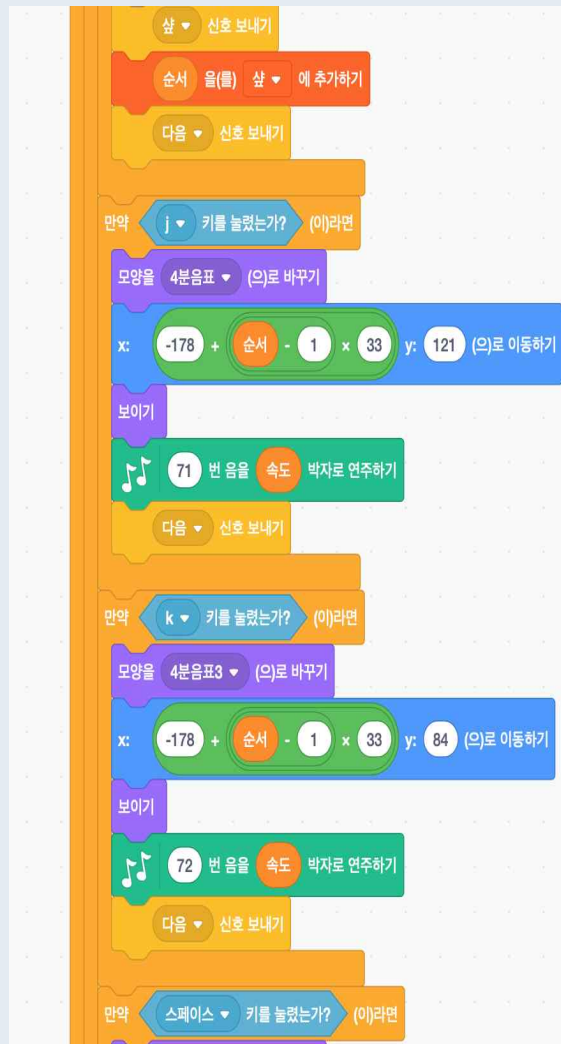 샾 신호 보내기
순서 을(를) 샾 에 추가하기
다음 신호 보내기
만약 j 키를 눌렀는가? (이)라면
모양을 4분음표 (으)로 바꾸기
x: -178 + 순서 - 1 × 33 y: 121 (으)로 이동하기
보이기
71 번 음을 속도 박자로 연주하기
다음 신호 보내기
만약 k 키를 눌렀는가? (이)라면
모양을 4분음표3 (으)로 바꾸기
x: -178 + 순서 - 1 × 33 y: 84 (으)로 이동하기
보이기
72 번 음을 속도 박자로 연주하기
다음 신호 보내기
만약 스페이스 키를 눌렀는가? (이)라면